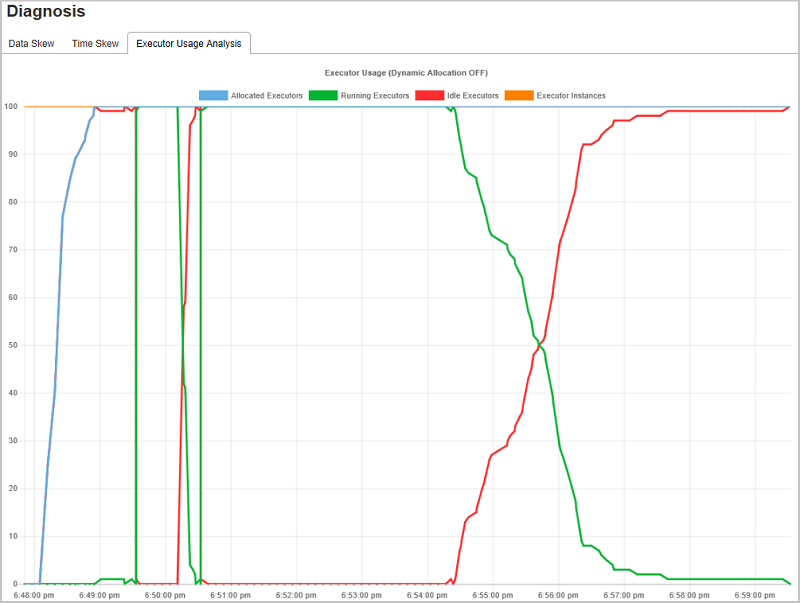 Diagnosis
Data Skew Time Skew Executor Usage Analysis
Executor Usage (Dynamic Allocation OFF)
Allocated Executors Running Executors Idle Executors Executor Instances
100
90
80
70
60
50
40
30
20
10
0
6:48:00 pm 6:49:00 pm 6:50:00 pm 6:51:00 pm 6:52:00 pm 6:53:00 pm 6:54:00 pm 6:55:00 pm 6:56:00 pm 6:57:00 pm 6:58:00 pm 6:59:00 pm